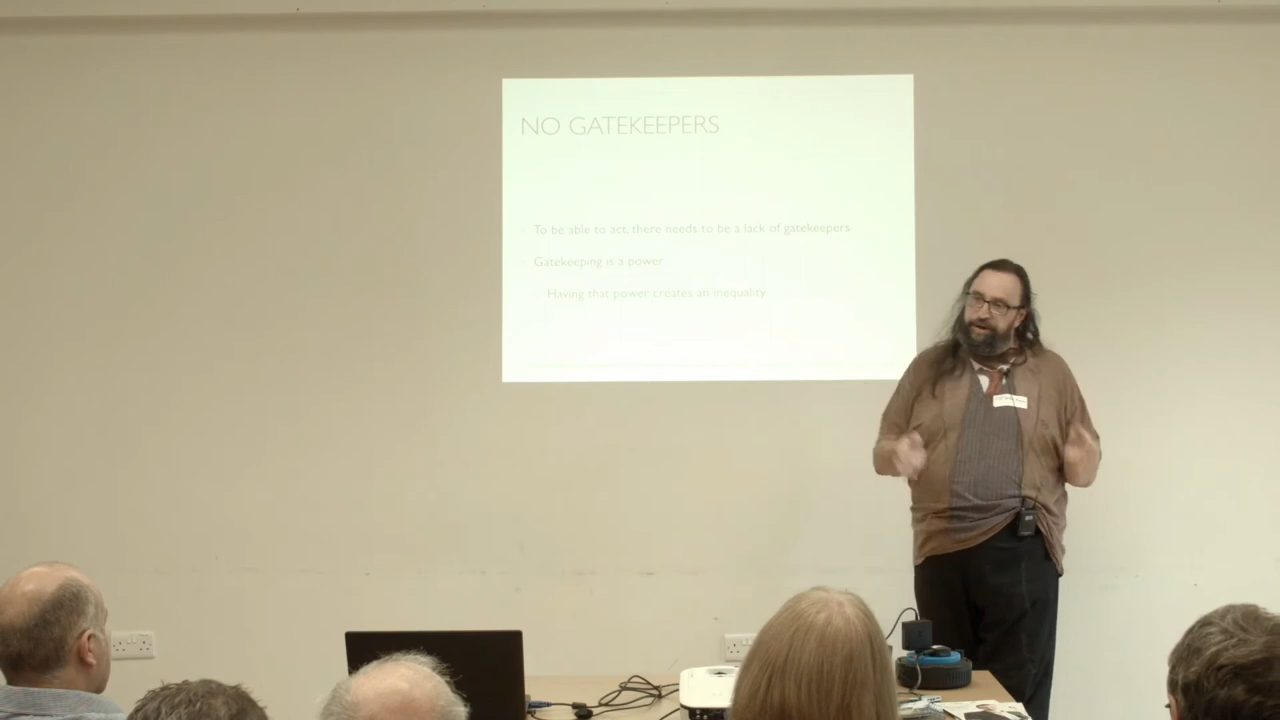 NO GATEKEEPERS
To be able to act, there needs to be a lack of gatekeepers
Gatekeeping is a power
Having that power creates an inequality